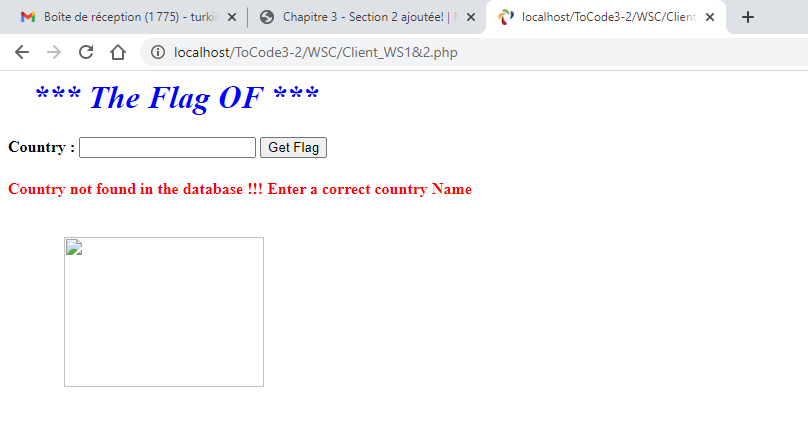 Boîte de réception (1 775) - turkii
Chapitre 3 - Section 2 ajoutée! |
localhost/ToCode3-2/WSC/Client
localhost/ToCode3-2/WSC/Client_WS1&2.php
*** The Flag OF ***
Country : Get Flag
Country not found in the database !!! Enter a correct country Name